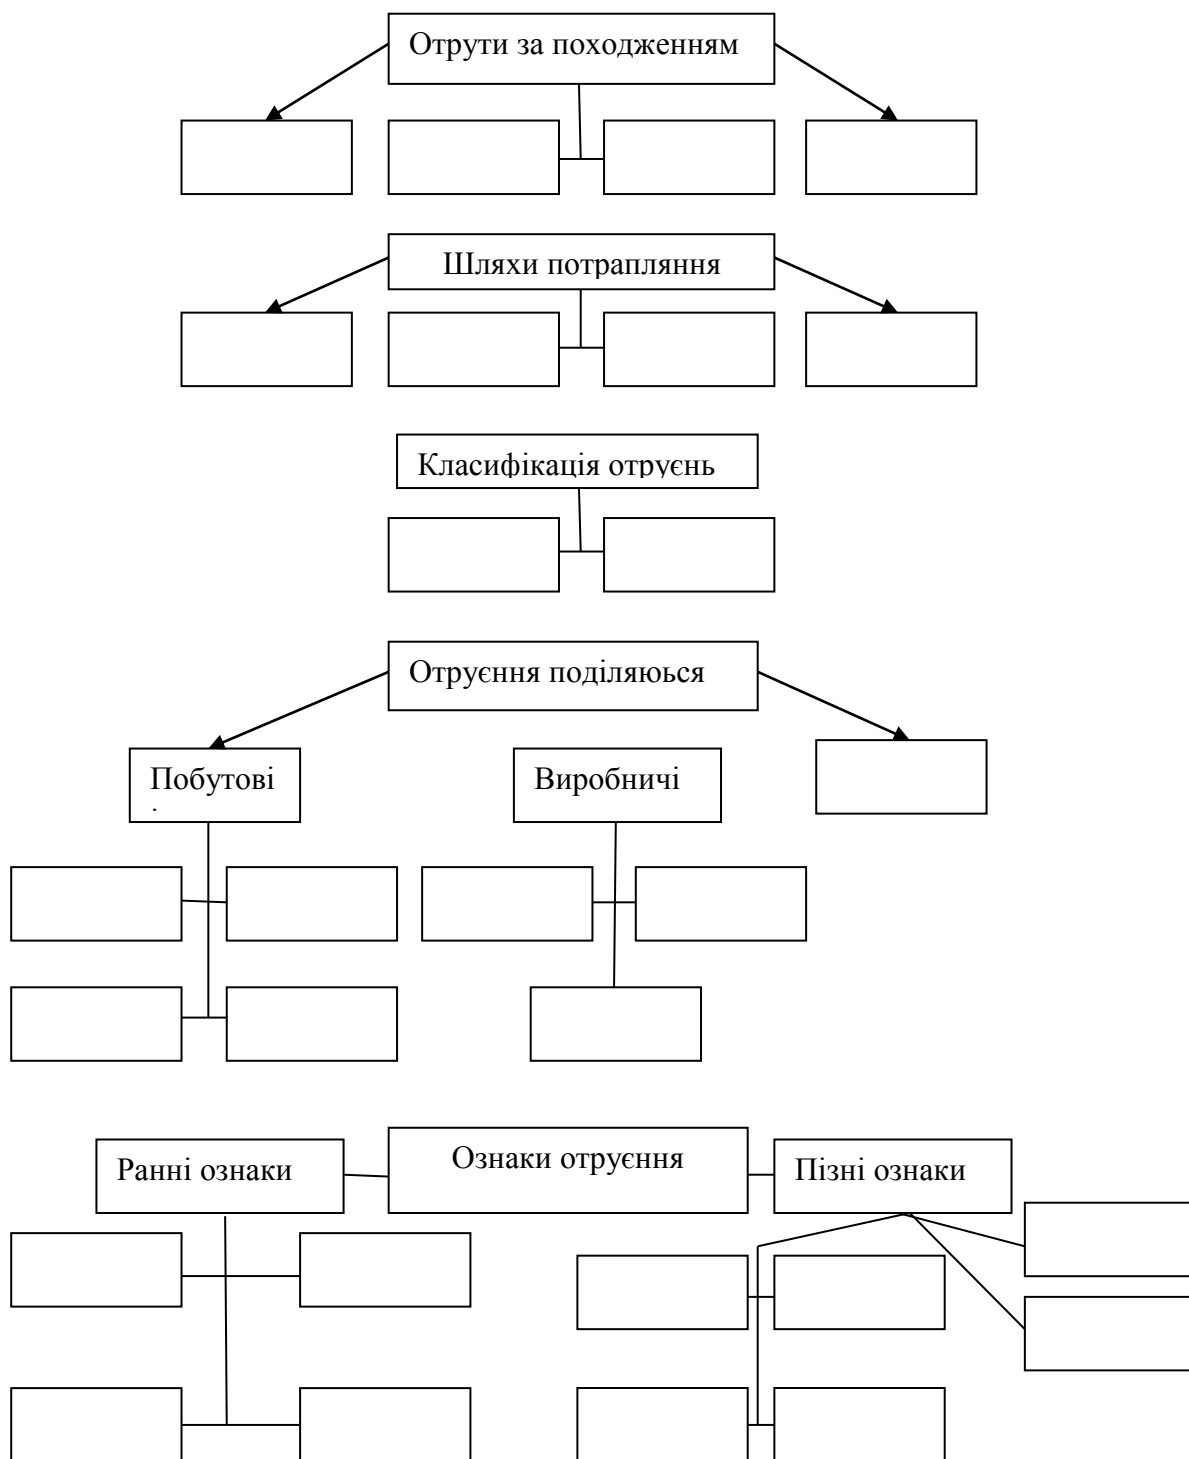 Отрути за походженням
Шляхи потрапляння
Класифікація отруєнь
Отруєння поділяюься
Побутові
Виробничі
Ранні ознаки
Ознаки отруєння
Пізні ознаки